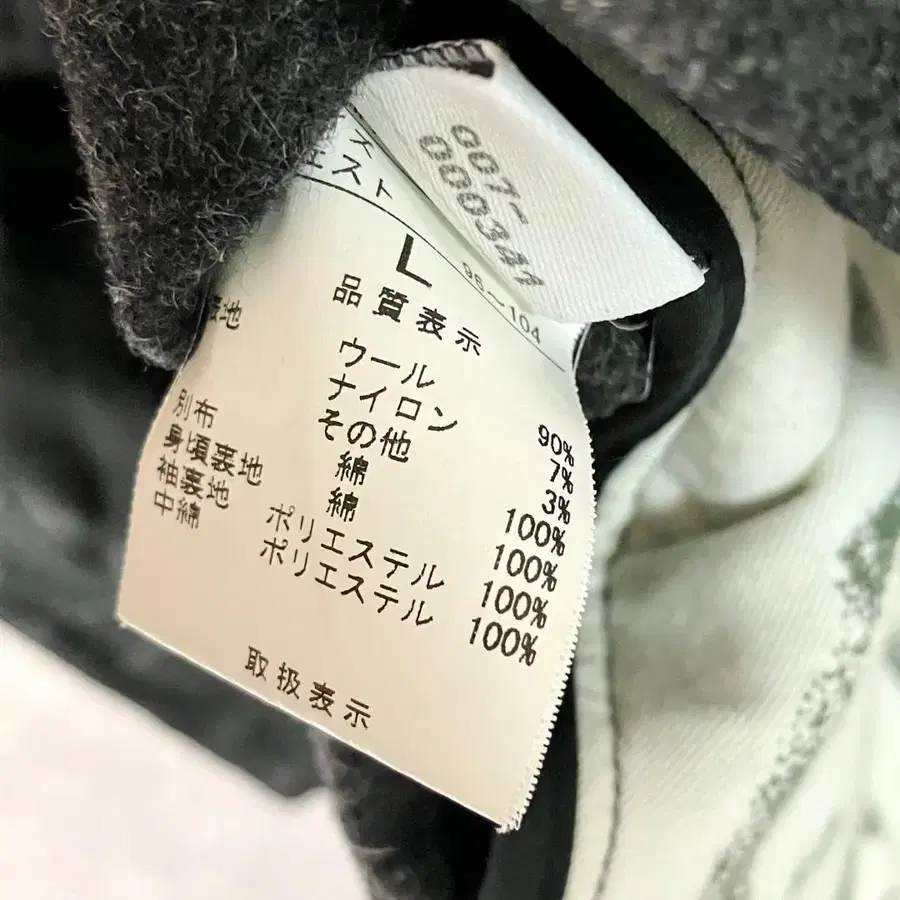 007-
000341
ズ
エスト
L
96~104
品質表示
表地
ウール 90%
ナイロン 7%
その他 3%
別布 綿 100%
身頃裏地 綿 100%
袖裏地 ポリエステル 100%
中綿 ポリエステル 100%
取扱表示